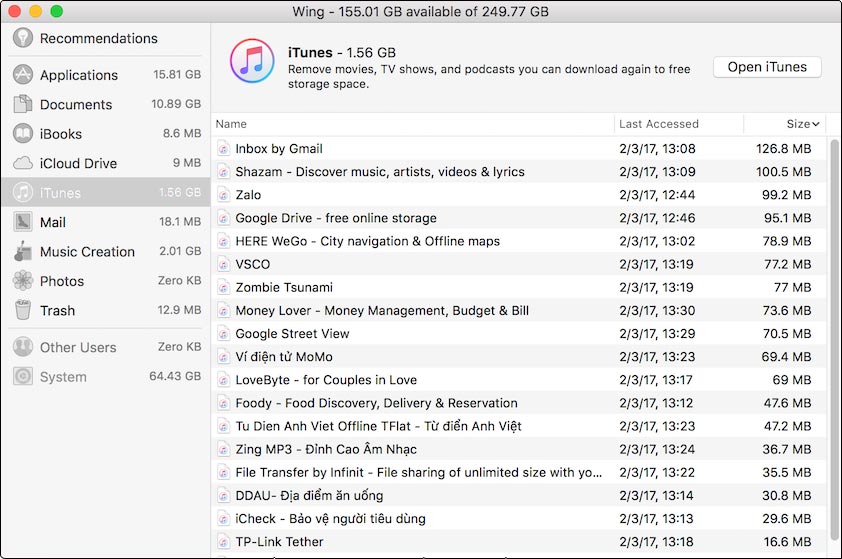 Wing - 155.01 GB available of 249.77 GB
Recommendations
Applications 15.81 GB
Documents 10.89 GB
iBooks 8.6 MB
iCloud Drive 9 MB
iTunes 1.56 GB
Mail 18.1 MB
Music Creation 2.01 GB
Photos Zero KB
Trash 12.9 MB
Other Users Zero KB
System 64.43 GB
iTunes - 1.56 GB
Remove movies, TV shows, and podcasts you can download again to free
storage space.
Open iTunes
Name Last Accessed Size
Inbox by Gmail 2/3/17, 13:08 126.8 MB
Shazam - Discover music, artists, videos & lyrics 2/3/17, 13:09 100.5 MB
Zalo 2/3/17, 12:44 99.2 MB
Google Drive - free online storage 2/3/17, 12:46 95.1 MB
HERE WeGo - City navigation & Offline maps 2/3/17, 13:02 78.9 MB
VSCO 2/3/17, 13:19 77.2 MB
Zombie Tsunami 2/3/17, 13:19 77 MB
Money Lover - Money Management, Budget & Bill 2/3/17, 13:30 73.6 MB
Google Street View 2/3/17, 13:29 70.5 MB
Ví điện tử MoMo 2/3/17, 13:23 69.4 MB
LoveByte - for Couples in Love 2/3/17, 13:17 69 MB
Foody - Food Discovery, Delivery & Reservation 2/3/17, 13:12 47.6 MB
Tu Dien Anh Viet Offline TFlat - Từ điển Anh Việt 2/3/17, 13:23 47.2 MB
Zing MP3 - Đỉnh Cao Âm Nhạc 2/3/17, 13:24 36.7 MB
File Transfer by Infinit - File sharing of unlimited size with yo... 2/3/17, 13:22 35.5 MB
DDAU- Địa điểm ăn uống 2/3/17, 13:14 30.8 MB
iCheck - Bảo vệ người tiêu dùng 2/3/17, 13:13 29.6 MB
TP-Link Tether 2/3/17, 13:18 16.6 MB